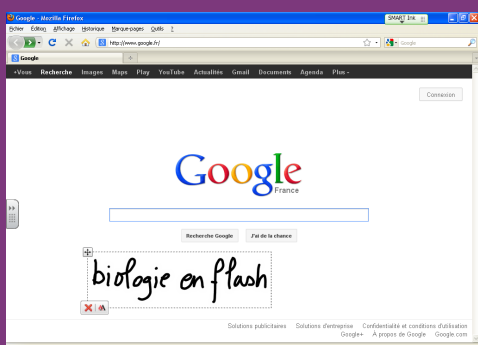 Google - Mozilla Firefox
SMART Ink
Fichier Édition Affichage Historique Marque-pages Outils ?
http://www.google.fr/
Google
Google
+Vous Recherche Images Maps Play YouTube Actualités Gmail Documents Agenda Plus
Connexion
Google
France
Recherche Google J'ai de la chance
biologie en flash
Solutions publicitaires Solutions d'entreprise Confidentialité et conditions d'utilisation
Google+ À propos de Google Google.com